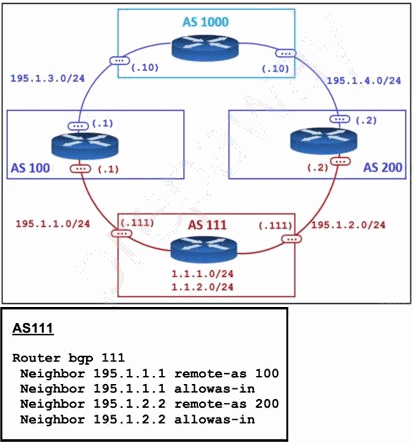 AS 1000
(.10)
(.10)
195.1.3.0/24
195.1.4.0/24
(.1)
(.2)
AS 100
AS 200
(.1)
(.2)
195.1.1.0/24
(.111)
AS 111
(.111)
195.1.2.0/24
1.1.1.0/24
1.1.2.0/24
AS111
Router bgp 111
Neighbor 195.1.1.1 remote-as 100
Neighbor 195.1.1.1 allowas-in
Neighbor 195.1.2.2 remote-as 200
Neighbor 195.1.2.2 allowas-in